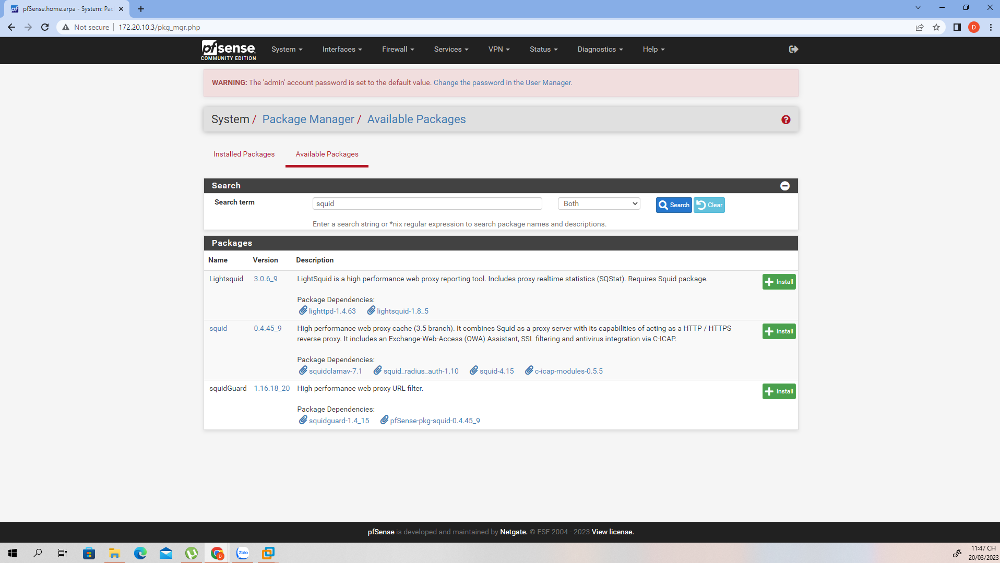 pfSense.home.arpa - System: Pac
Not secure
172.20.10.3/pkg_mgr.php
D
pfsense
COMMUNITY EDITION
System
Interfaces
Firewall
Services
VPN
Status
Diagnostics
Help
WARNING: The 'admin' account password is set to the default value. Change the password in the User Manager.
System / Package Manager / Available Packages
Installed Packages
Available Packages
Search
Search term
squid
Both
Search
Clear
Enter a search string or *nix regular expression to search package names and descriptions.
Packages
Name Version Description
Lightsquid 3.0.6_9 LightSquid is a high performance web proxy reporting tool. Includes proxy realtime statistics (SQStat). Requires Squid package.
Install
Package Dependencies:
lighttpd-1.4.63 lightsquid-1.8_5
squid 0.4.45_9 High performance web proxy cache (3.5 branch). It combines Squid as a proxy server with its capabilities of acting as a HTTP / HTTPS
reverse proxy. It includes an Exchange-Web-Access (OWA) Assistant, SSL filtering and antivirus integration via C-ICAP.
Install
Package Dependencies:
squidclamav-7.1 squid_radius_auth-1.10 squid-4.15 c-icap-modules-0.5.5
squidGuard 1.16.18_20 High performance web proxy URL filter.
Install
Package Dependencies:
squidguard-1.4_15 pfSense-pkg-squid-0.4.45_9
pfSense is developed and maintained by Netgate. © ESF 2004 - 2023 View license.
D
Zalo
11:47 CH
20/03/2023